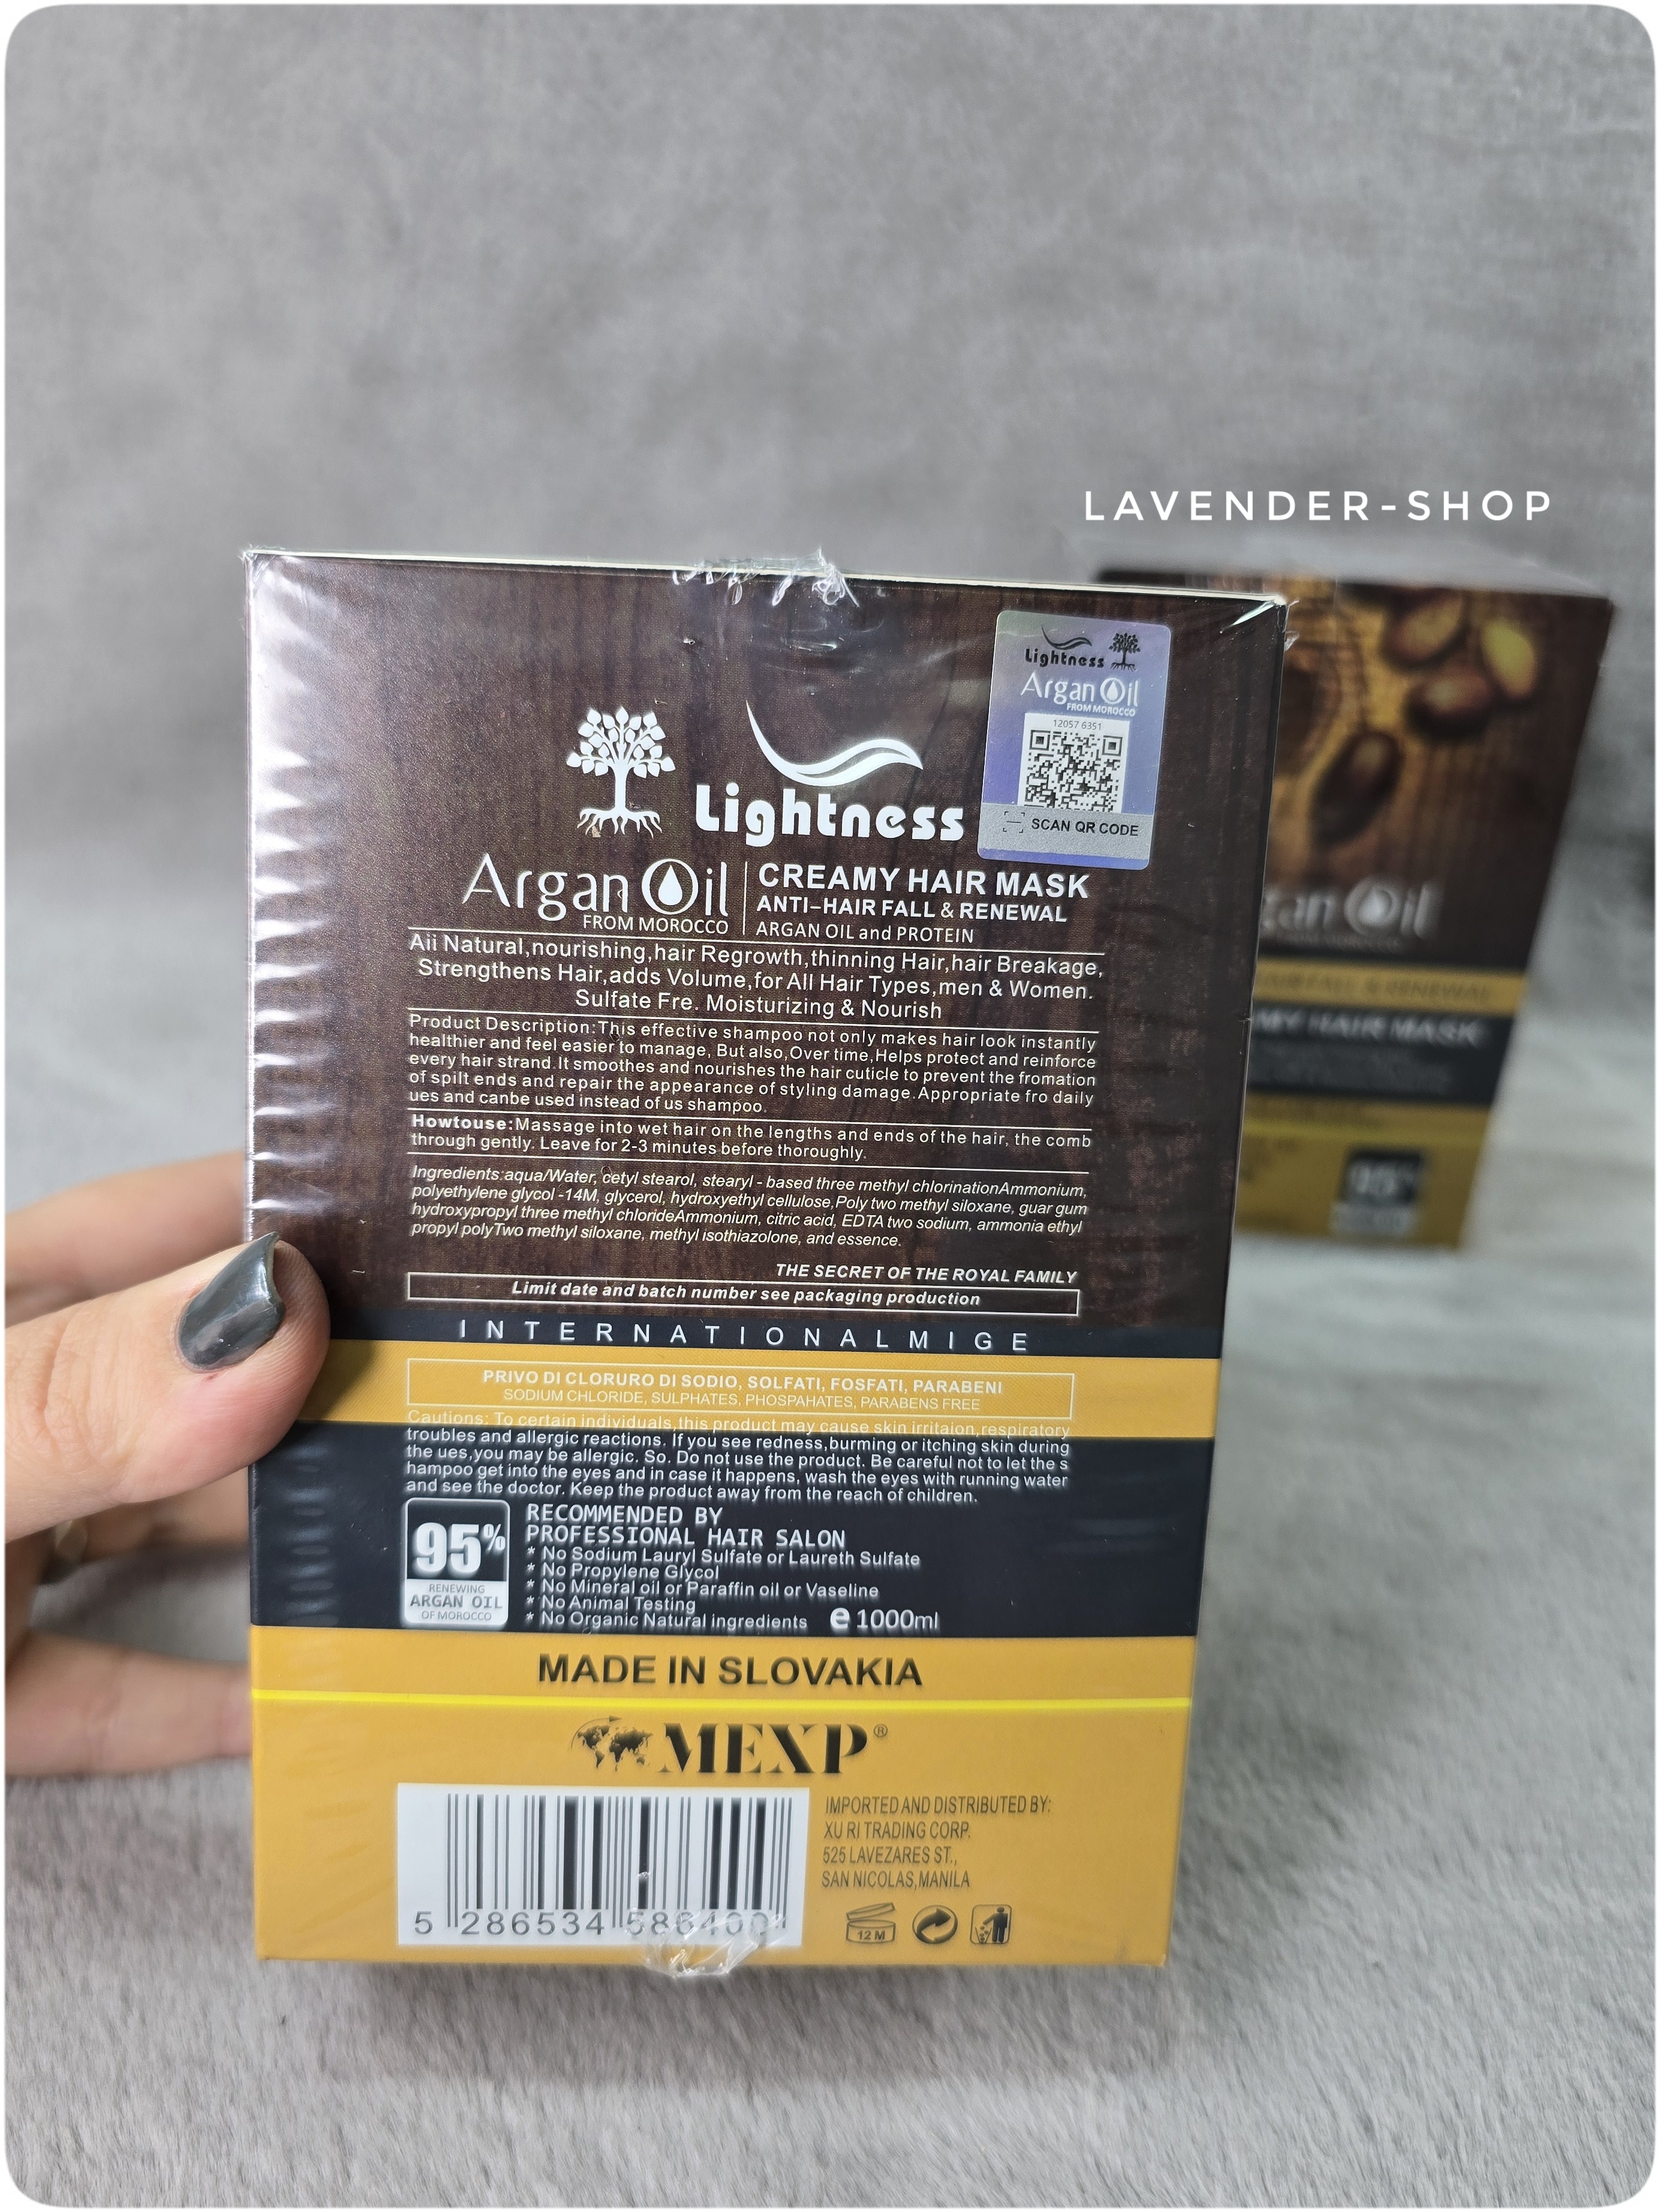 LAVENDER-SHOP
Lightness
Argan Oil
FROM MOROCCO
12057 6351
SCAN QR CODE
Lightness
Argan Oil
FROM MOROCCO
CREAMY HAIR MASK
ANTI-HAIR FALL & RENEWAL
ARGAN OIL and PROTEIN
Aii Natural,nourishing,hair Regrowth,thinning Hair,hair Breakage,
Strengthens Hair,adds Volume,for All Hair Types,men & Women.
Sulfate Fre. Moisturizing & Nourish
Product Description:This effective shampoo not only makes hair look instantly
healthier and feel easier to manage, But also,Over time,Helps protect and reinforce
every hair strand.It smoothes and nourishes the hair cuticle to prevent the fromation
of spilt ends and repair the appearance of styling damage.Appropriate fro daily
ues and canbe used instead of us shampoo.
Howtouse:Massage into wet hair on the lengths and ends of the hair, the comb
through gently. Leave for 2-3 minutes before thoroughly.
Ingredients:aqua/Water, cetyl stearol, stearyl - based three methyl chlorinationAmmonium,
polyethylene glycol -14M, glycerol, hydroxyethyl cellulose,Poly two methyl siloxane, guar gum
hydroxypropyl three methyl chlorideAmmonium, citric acid, EDTA two sodium, ammonia ethyl
propyl polyTwo methyl siloxane, methyl isothiazolone, and essence.
THE SECRET OF THE ROYAL FAMILY
Limit date and batch number see packaging production
INTERNATIONALMIGE
PRIVO DI CLORURO DI SODIO, SOLFATI, FOSFATI, PARABENI
SODIUM CHLORIDE, SULPHATES, PHOSPAHATES, PARABENS FREE
Cautions: To certain individuals,this product may cause skin irritaion,respiratory
troubles and allergic reactions. If you see redness,burming or itching skin during
the ues,you may be allergic. So. Do not use the product. Be careful not to let the s
hampoo get into the eyes and in case it happens, wash the eyes with running water
and see the doctor. Keep the product away from the reach of children.
95%
RENEWING
ARGAN OIL
OF MOROCCO
RECOMMENDED BY
PROFESSIONAL HAIR SALON
* No Sodium Lauryl Sulfate or Laureth Sulfate
* No Propylene Glycol
* No Mineral oil or Paraffin oil or Vaseline
* No Animal Testing
* No Organic Natural ingredients e 1000ml
MADE IN SLOVAKIA
MEXP®
5 286534 586400
IMPORTED AND DISTRIBUTED BY:
XU RI TRADING CORP.
525 LAVEZARES ST.,
SAN NICOLAS,MANILA
12 M
Oil
MY HAIR MASK
95%